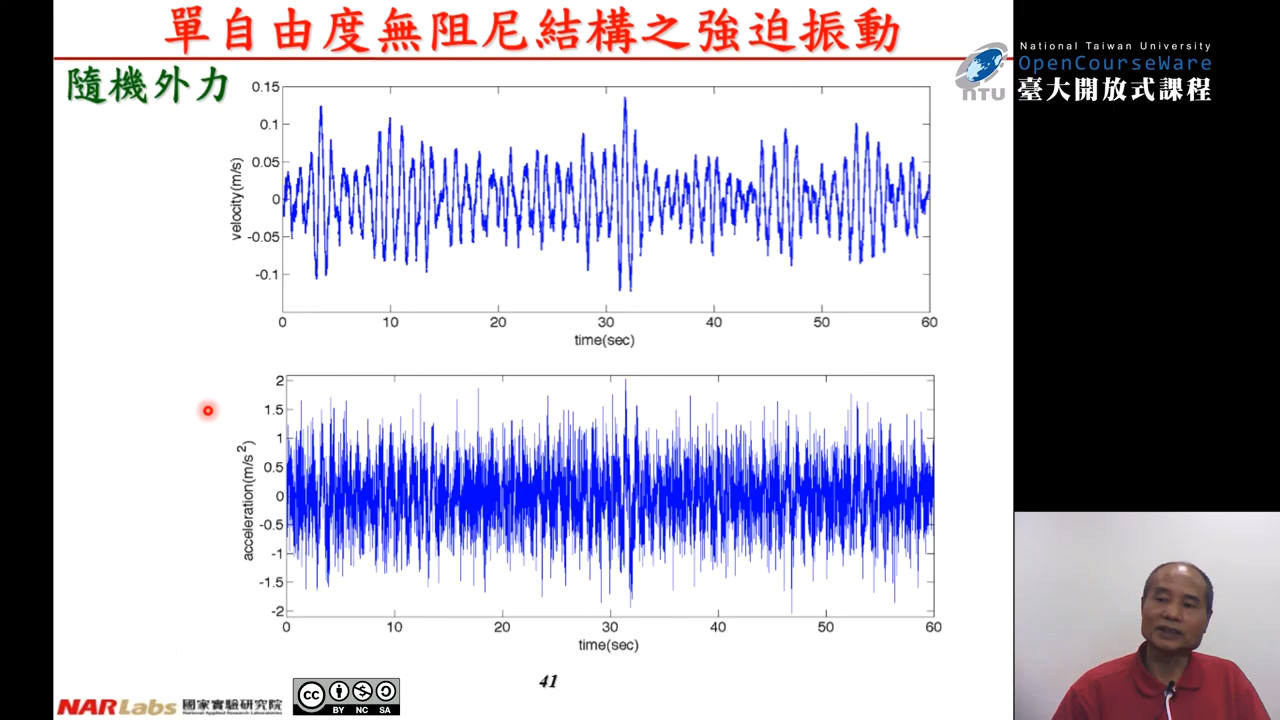 單自由度無阻尼結構之強迫振動
隨機外力
National Taiwan University
OpenCourseWare
臺大開放式課程
NTU
0.15
0.1
0.05
0
-0.05
-0.1
velocity(m/s)
0 10 20 30 40 50 60
time(sec)
2
1.5
1
0.5
0
-0.5
-1
-1.5
-2
acceleration(m/s²)
0 10 20 30 40 50 60
time(sec)
41
NARLabs 國家實驗研究院
National Applied Research Laboratories
cc
BY NC SA